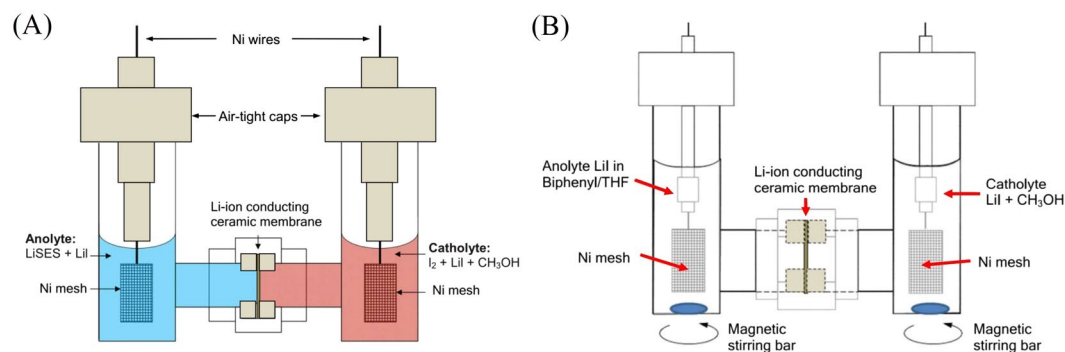 (A)
Ni wires
Air-tight caps
Li-ion conducting
ceramic membrane
Anolyte:
LiSES + LiI
Catholyte:
I₂ + LiI + CH₃OH
Ni mesh
Ni mesh
(B)
Anolyte LiI in
Biphenyl/THF
Li-ion conducting
ceramic membrane
Catholyte
LiI + CH₃OH
Ni mesh
Ni mesh
Magnetic
stirring bar
Magnetic
stirring bar